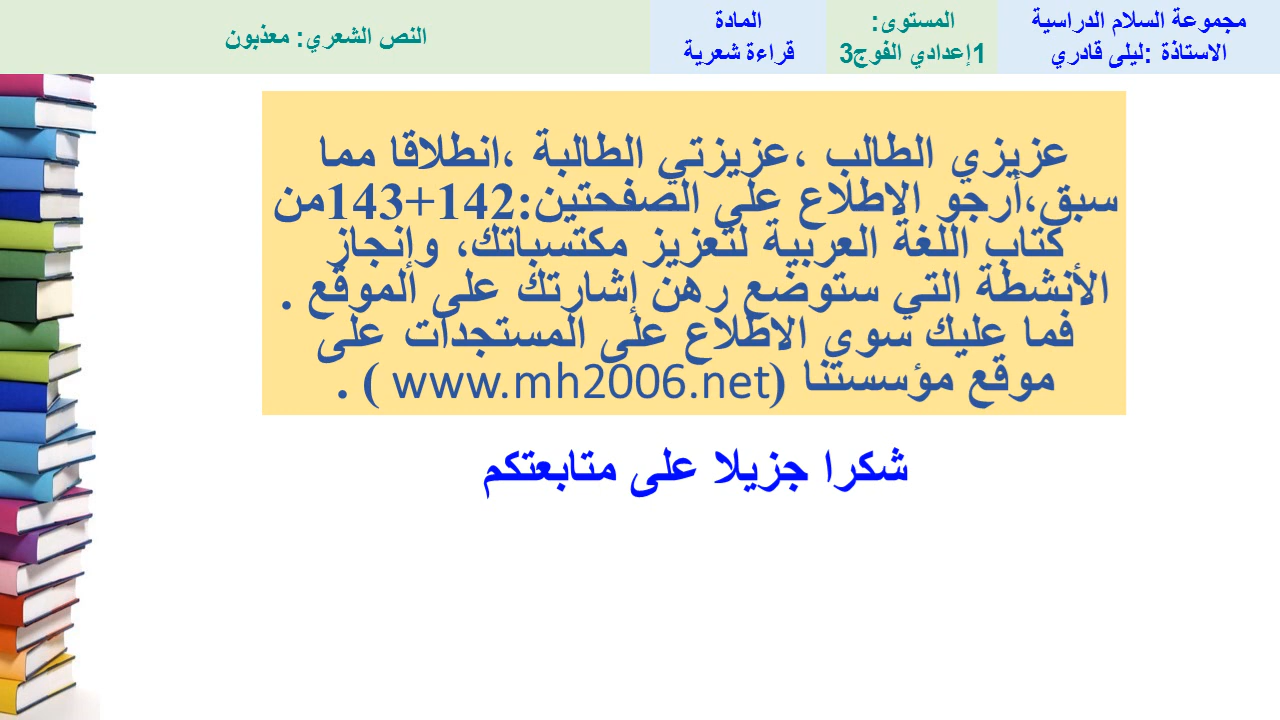 مجموعة السلام الدراسية
الاستاذة :ليلى قادري
المستوى:
1إعدادي الفوج3
المادة
قراءة شعرية
النص الشعري: معذبون
عزيزي الطالب ،عزيزتي الطالبة ،انطلاقا مما
سبق،أرجو الاطلاع على الصفحتين:142+143من
كتاب اللغة العربية لتعزيز مكتسباتك، وإنجاز
الأنشطة التي ستوضع رهن إشارتك على الموقع .
فما عليك سوى الاطلاع على المستجدات على
موقع مؤسستنا (www.mh2006.net ) .
شكرا جزيلا على متابعتكم